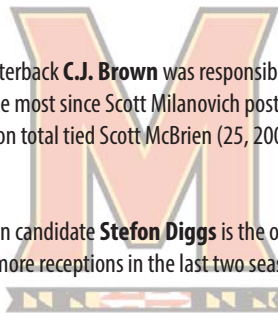 terback C.J. Brown was responsib
e most since Scott Milanovich post
on total tied Scott McBrien (25, 200
n candidate Stefon Diggs is the o
more receptions in the last two seas